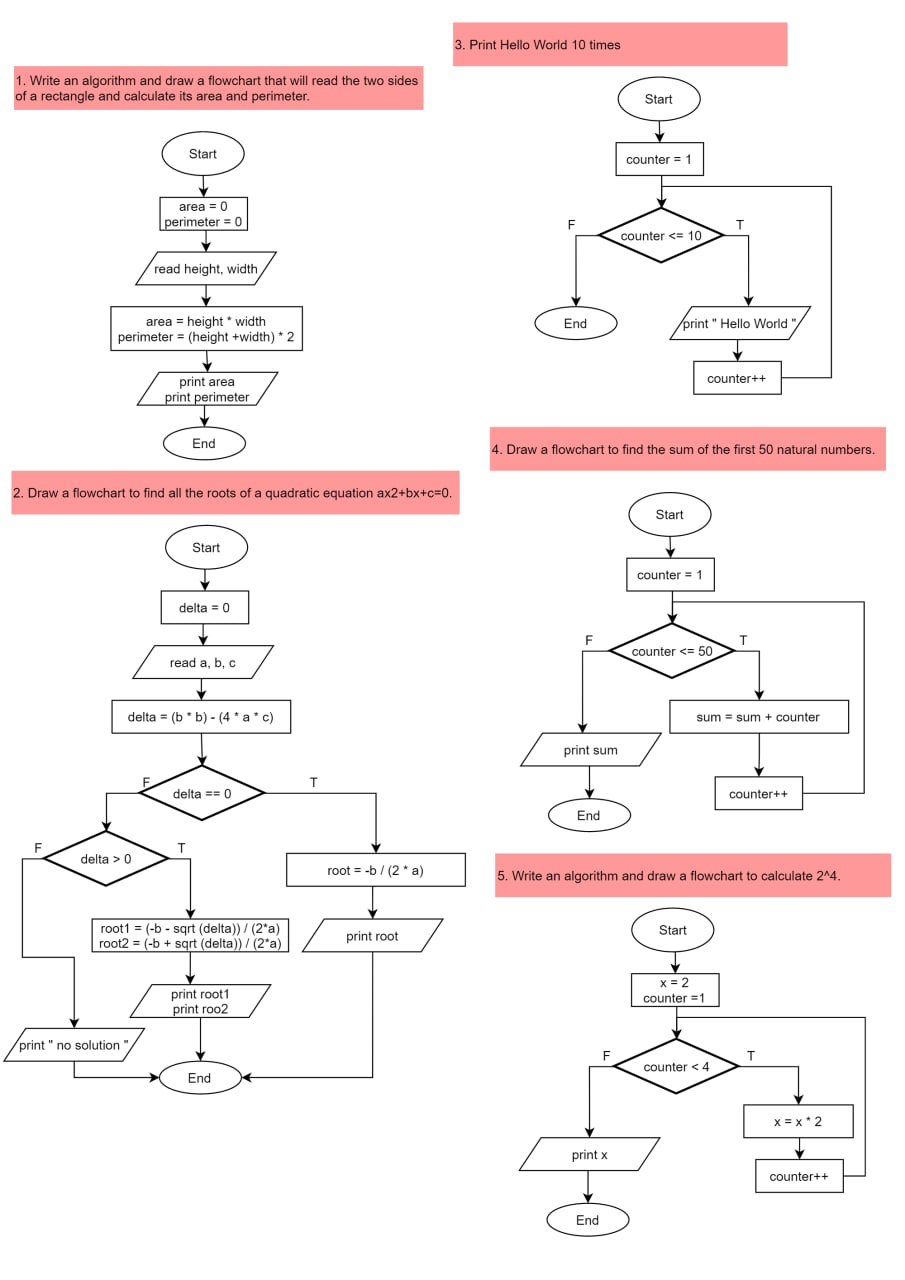 1. Write an algorithm and draw a flowchart that will read the two sides
of a rectangle and calculate its area and perimeter.
Start
area = 0
perimeter = 0
read height, width
area = height * width
perimeter = (height +width) * 2
print area
print perimeter
End
2. Draw a flowchart to find all the roots of a quadratic equation ax2+bx+c=0.
Start
delta = 0
read a, b, c
delta = (b * b) - (4 * a * c)
F
delta == 0
T
F
delta > 0
T
root = -b / (2 * a)
root1 = (-b - sqrt (delta)) / (2*a)
root2 = (-b + sqrt (delta)) / (2*a)
print root
print root1
print roo2
print " no solution "
End
3. Print Hello World 10 times
Start
counter = 1
F
counter <= 10
T
End
print " Hello World "
counter++
4. Draw a flowchart to find the sum of the first 50 natural numbers.
Start
counter = 1
F
counter <= 50
T
sum = sum + counter
print sum
counter++
End
5. Write an algorithm and draw a flowchart to calculate 2^4.
Start
x = 2
counter =1
F
counter < 4
T
x = x * 2
print x
counter++
End